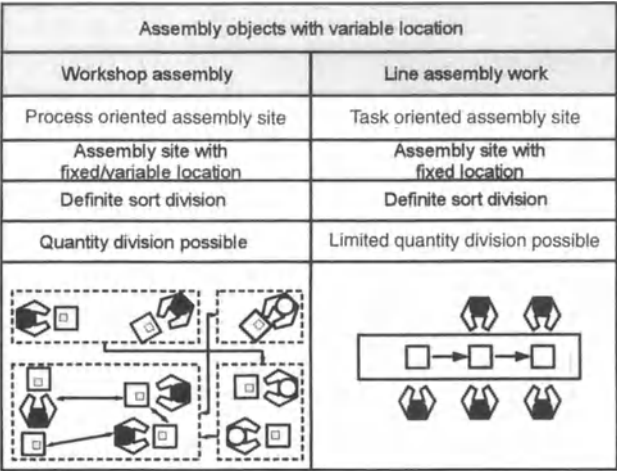 Assembly objects with variable location
Workshop assembly
Line assembly work
Process oriented assembly site
Task oriented assembly site
Assembly site with
fixed/variable location
Assembly site with
fixed location
Definite sort division
Definite sort division
Quantity division possible
Limited quantity division possible